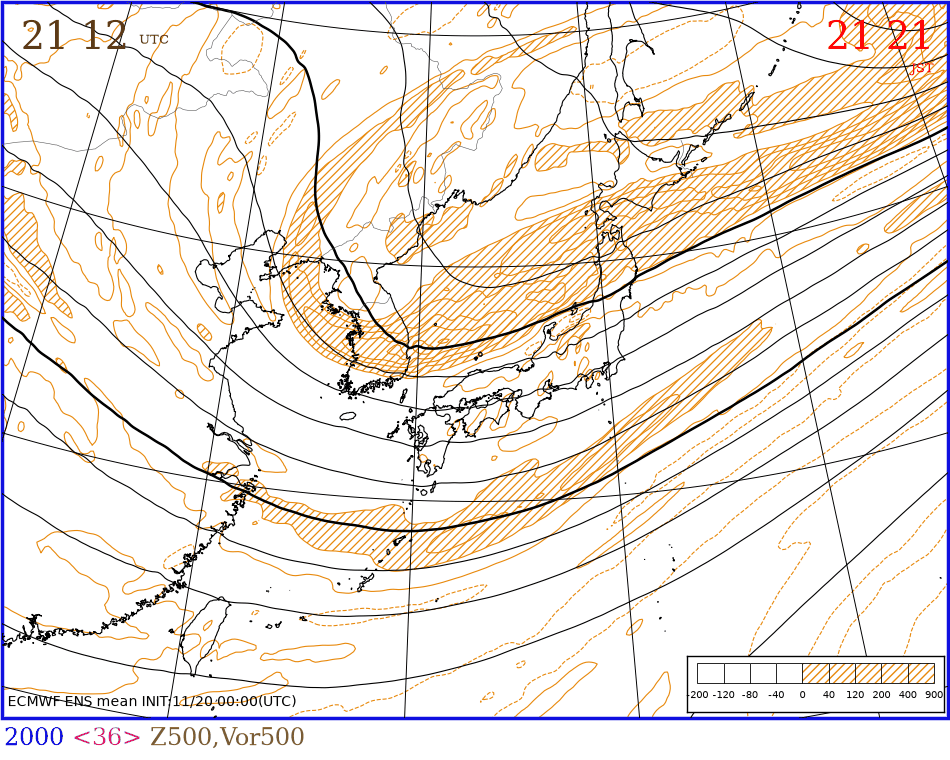 21 12 UTC
21 21
JST
-200 -120 -80 -40 0 40 120 200 400 900
ECMWF ENS mean INIT:11/20 00:00(UTC)
2000 <36> Z500,Vor500